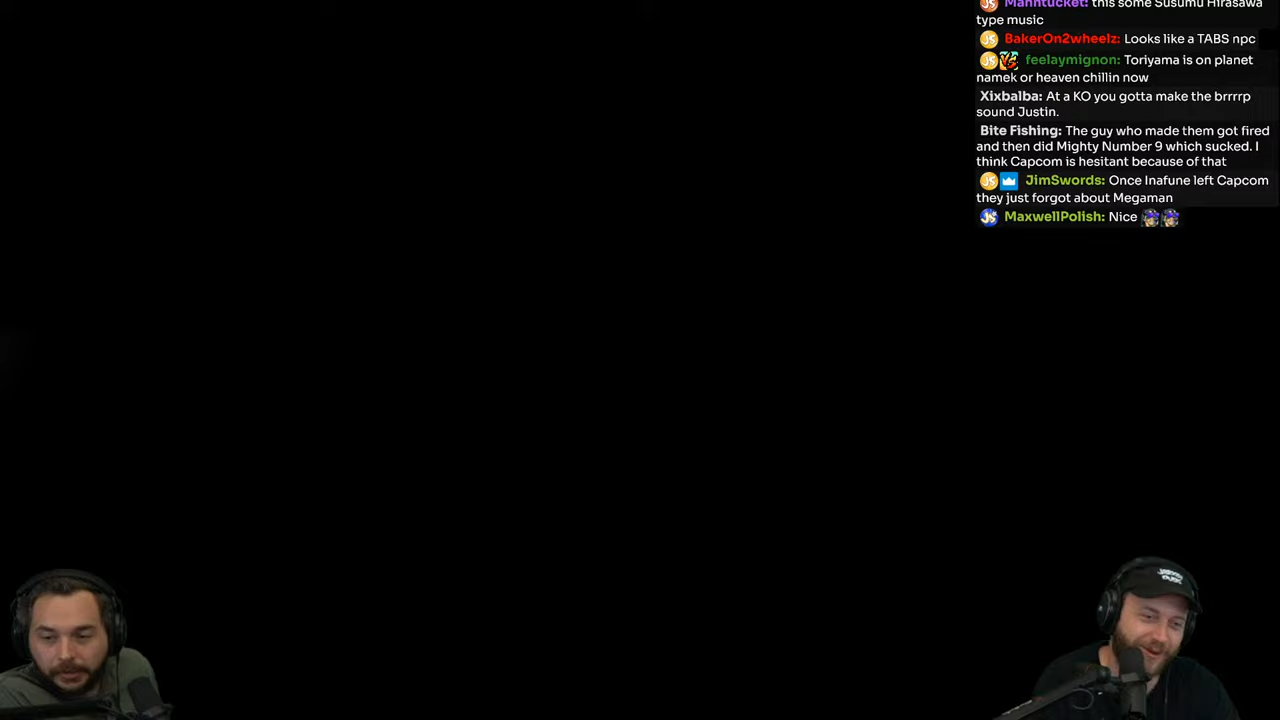 Manntucket: this some Susumu Hirasawa
type music
BakerOn2wheelz: Looks like a TABS npc
feelaymignon: Toriyama is on planet
namek or heaven chillin now
Xixbalba: At a KO you gotta make the brrrrp
sound Justin.
Bite Fishing: The guy who made them got fired
and then did Mighty Number 9 which sucked. I
think Capcom is hesitant because of that
JimSwords: Once Inafune left Capcom
they just forgot about Megaman
MaxwellPolish: Nice